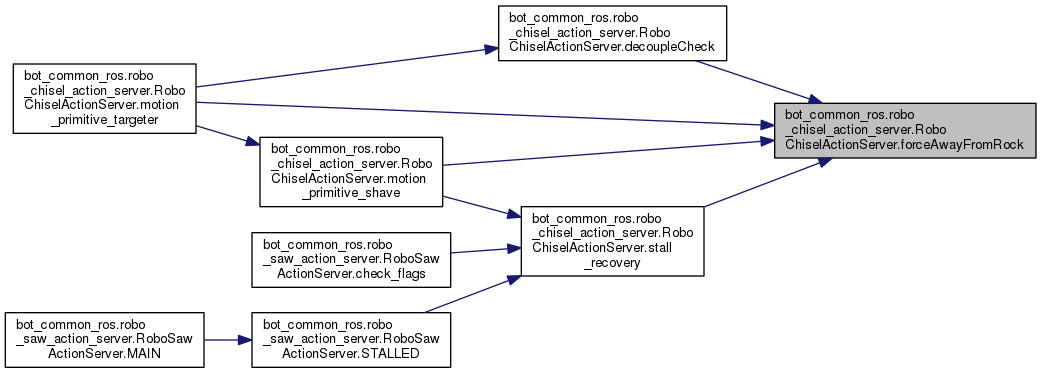 bot_common_ros.robo
_chisel_action_server.Robo
ChiselActionServer.decoupleCheck
bot_common_ros.robo
_chisel_action_server.Robo
ChiselActionServer.motion
_primitive_targeter
bot_common_ros.robo
_chisel_action_server.Robo
ChiselActionServer.forceAwayFromRock
bot_common_ros.robo
_chisel_action_server.Robo
ChiselActionServer.motion
_primitive_shave
bot_common_ros.robo
_chisel_action_server.Robo
ChiselActionServer.stall
_recovery
bot_common_ros.robo
_saw_action_server.RoboSaw
ActionServer.check_flags
bot_common_ros.robo
_saw_action_server.RoboSaw
ActionServer.MAIN
bot_common_ros.robo
_saw_action_server.RoboSaw
ActionServer.STALLED